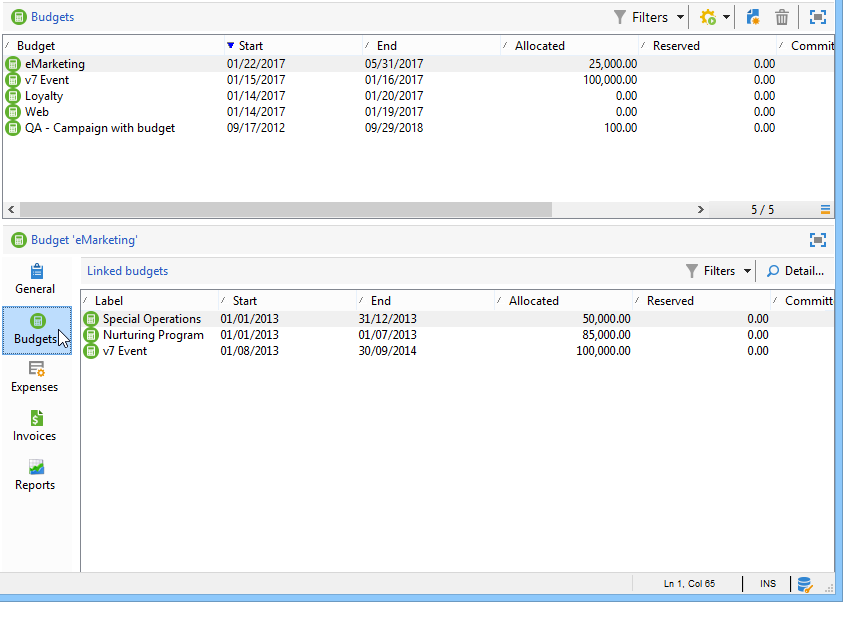 Budgets Filters
Budget Start End Allocated Reserved Commit
eMarketing 01/22/2017 05/31/2017 25,000.00 0.00
v7 Event 01/15/2017 01/16/2017 100,000.00 0.00
Loyalty 01/14/2017 01/20/2017 0.00 0.00
Web 01/14/2017 01/19/2017 0.00 0.00
QA - Campaign with budget 09/17/2012 09/29/2018 100.00 0.00
5 / 5
Budget 'eMarketing'
General
Budgets
Expenses
Invoices
Reports
Linked budgets Filters Detail...
Label Start End Allocated Reserved Committ
Special Operations 01/01/2013 31/12/2013 50,000.00 0.00
Nurturing Program 01/01/2013 01/07/2013 85,000.00 0.00
v7 Event 01/08/2013 30/09/2014 100,000.00 0.00
Ln 1, Col 65 INS